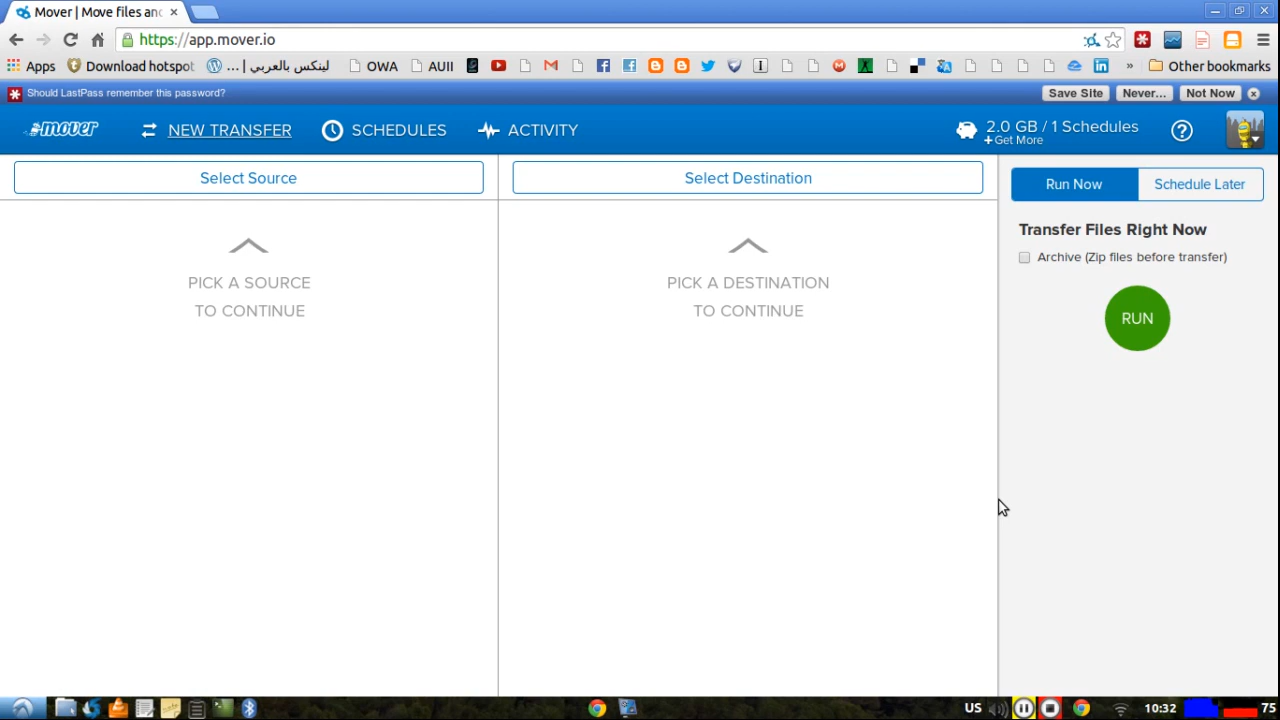 Mover | Move files anc
https://app.mover.io
Apps
Download hotspot
لينكس بالعربي | ...
OWA
AUII
Other bookmarks
Should LastPass remember this password?
Save Site
Never...
Not Now
mover
NEW TRANSFER
SCHEDULES
ACTIVITY
2.0 GB / 1 Schedules
+ Get More
Select Source
Select Destination
Run Now
Schedule Later
PICK A SOURCE
TO CONTINUE
PICK A DESTINATION
TO CONTINUE
Transfer Files Right Now
Archive (Zip files before transfer)
RUN
US
10:32
75